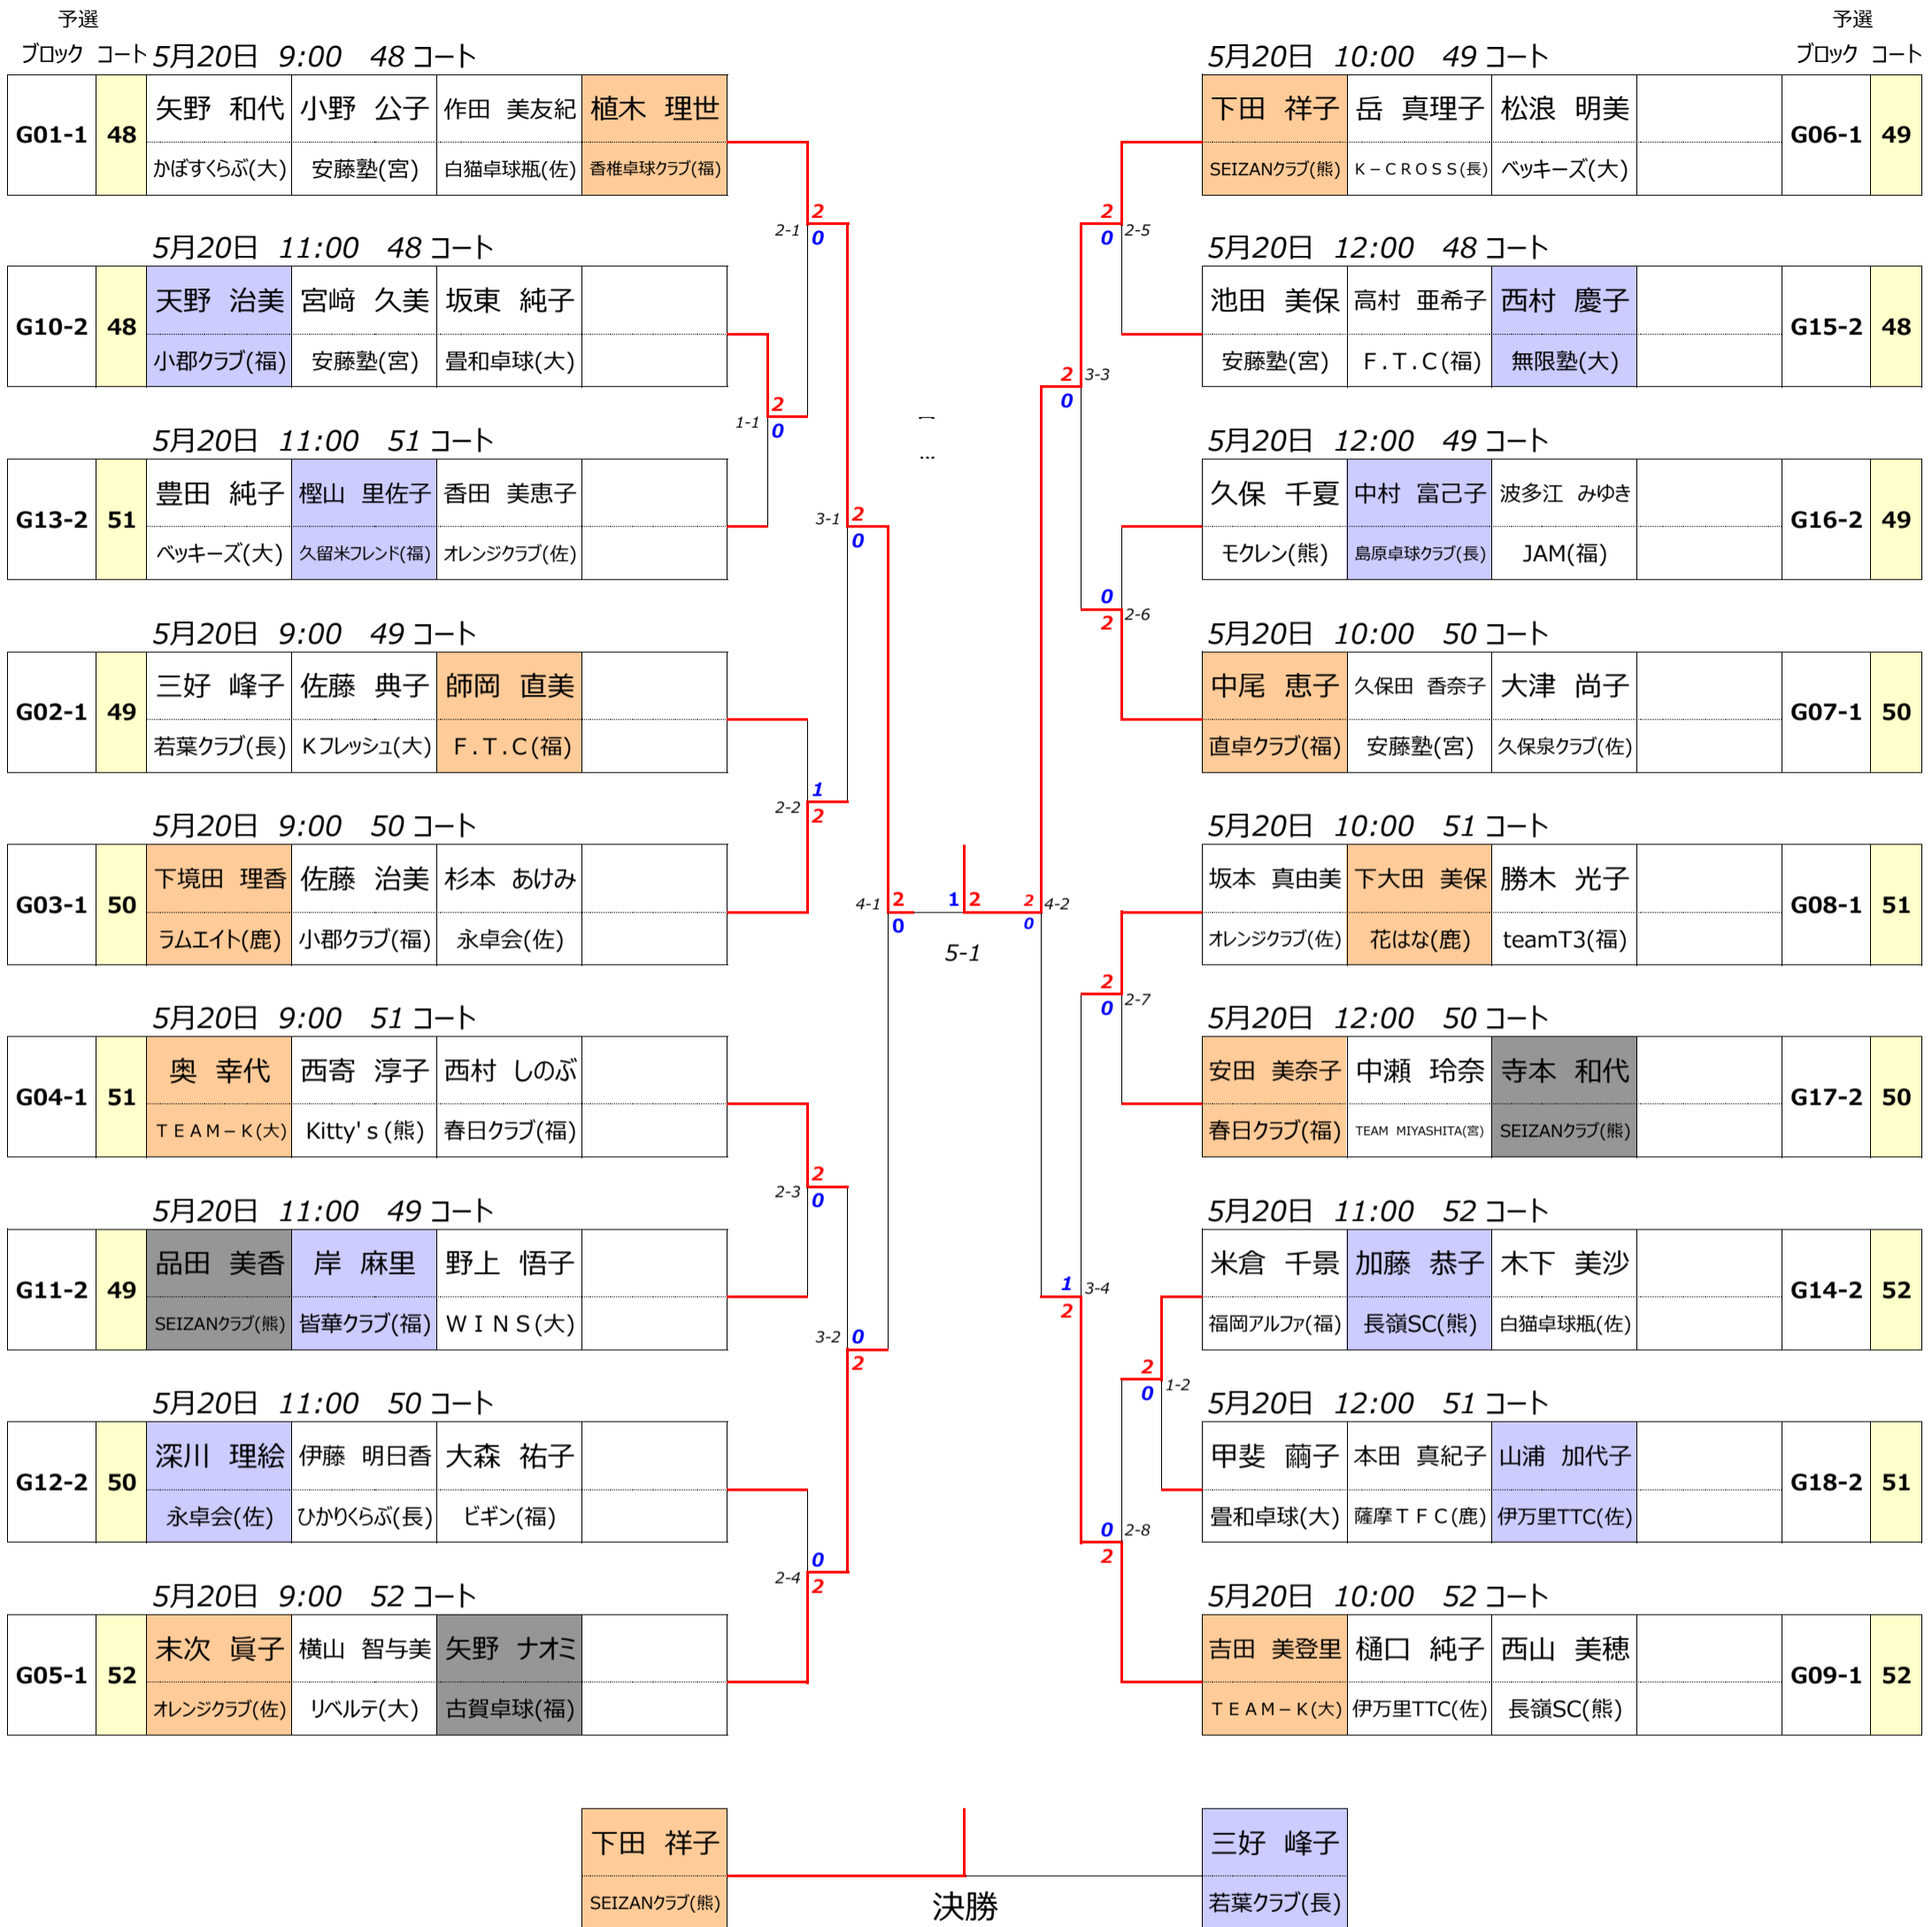 予選
ブロック コート 5月20日 9:00 48 コート
G01-1 48 矢野 和代 小野 公子 作田 美友紀 植木 理世
かぼすくらぶ(大) 安藤塾(宮) 白猫卓球瓶(佐) 香椎卓球クラブ(福)
2
2-1 0
5月20日 11:00 48 コート
G10-2 48 天野 治美 宮﨑 久美 坂東 純子
小郡クラブ(福) 安藤塾(宮) 畳和卓球(大)
2
1-1 0
5月20日 11:00 51 コート
G13-2 51 豊田 純子 樫山 里佐子 香田 美恵子
ベッキーズ(大) 久留米フレンド(福) オレンジクラブ(佐)
3-1 2
0
5月20日 9:00 49 コート
G02-1 49 三好 峰子 佐藤 典子 師岡 直美
若葉クラブ(長) Kフレッシュ(大) F.T.C(福)
1
2-2 2
5月20日 9:00 50 コート
G03-1 50 下境田 理香 佐藤 治美 杉本 あけみ
ラムエイト(鹿) 小郡クラブ(福) 永卓会(佐)
4-1 2 1 2 2 4-2
0 0
5-1
5月20日 9:00 51 コート
G04-1 51 奥 幸代 西寄 淳子 西村 しのぶ
TEAM-K(大) Kitty's(熊) 春日クラブ(福)
2
2-3 0
5月20日 11:00 49 コート
G11-2 49 品田 美香 岸 麻里 野上 悟子
SEIZANクラブ(熊) 皆華クラブ(福) WINS(大)
3-2 0
2
5月20日 11:00 50 コート
G12-2 50 深川 理絵 伊藤 明日香 大森 祐子
永卓会(佐) ひかりくらぶ(長) ビギン(福)
0
2-4 2
5月20日 9:00 52 コート
G05-1 52 末次 眞子 横山 智与美 矢野 ナオミ
オレンジクラブ(佐) リベルテ(大) 古賀卓球(福)
予選
5月20日 10:00 49 コート ブロック コート
下田 祥子 岳 真理子 松浪 明美 G06-1 49
SEIZANクラブ(熊) K-CROSS(長) ベッキーズ(大)
2
0 2-5
5月20日 12:00 48 コート
池田 美保 高村 亜希子 西村 慶子 G15-2 48
安藤塾(宮) F.T.C(福) 無限塾(大)
2 3-3
0
5月20日 12:00 49 コート
久保 千夏 中村 富己子 波多江 みゆき G16-2 49
モクレン(熊) 島原卓球クラブ(長) JAM(福)
0
2 2-6
5月20日 10:00 50 コート
中尾 恵子 久保田 香奈子 大津 尚子 G07-1 50
直卓クラブ(福) 安藤塾(宮) 久保泉クラブ(佐)
5月20日 10:00 51 コート
坂本 真由美 下大田 美保 勝木 光子 G08-1 51
オレンジクラブ(佐) 花はな(鹿) teamT3(福)
2
0 2-7
5月20日 12:00 50 コート
安田 美奈子 中瀬 玲奈 寺本 和代 G17-2 50
春日クラブ(福) TEAM MIYASHITA(宮) SEIZANクラブ(熊)
5月20日 11:00 52 コート
1 3-4
2
米倉 千景 加藤 恭子 木下 美沙 G14-2 52
福岡アルファ(福) 長嶺SC(熊) 白猫卓球瓶(佐)
2
0 1-2
5月20日 12:00 51 コート
甲斐 繭子 本田 真紀子 山浦 加代子 G18-2 51
畳和卓球(大) 薩摩TFC(鹿) 伊万里TTC(佐)
0 2-8
2
5月20日 10:00 52 コート
吉田 美登里 樋口 純子 西山 美穂 G09-1 52
TEAM-K(大) 伊万里TTC(佐) 長嶺SC(熊)
下田 祥子 三好 峰子
SEIZANクラブ(熊) 決勝 若葉クラブ(長)